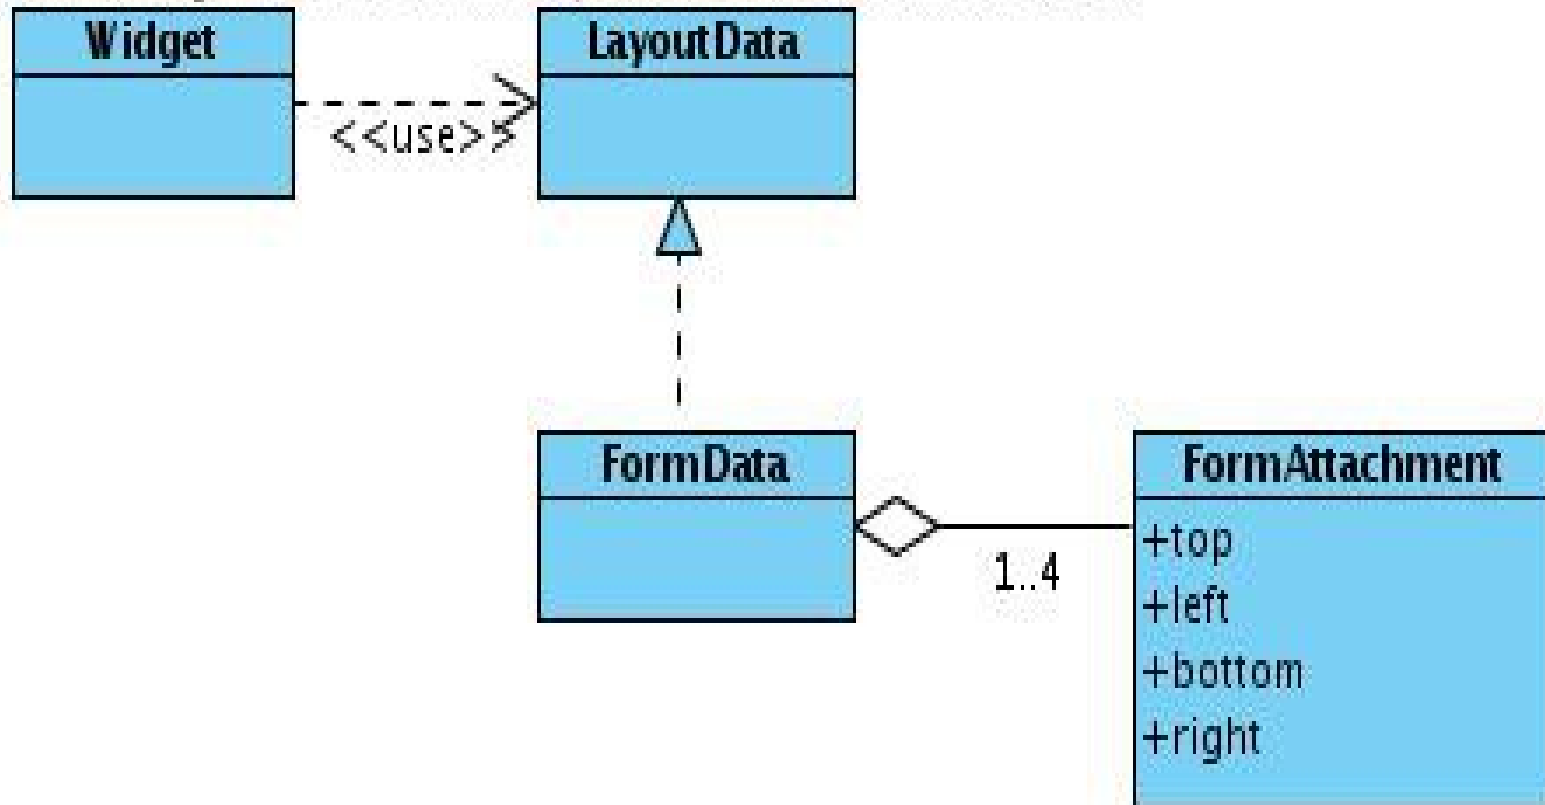 Widget
LayoutData
<<use>>
FormData
FormAttachment
1..4
+top
+left
+bottom
+right